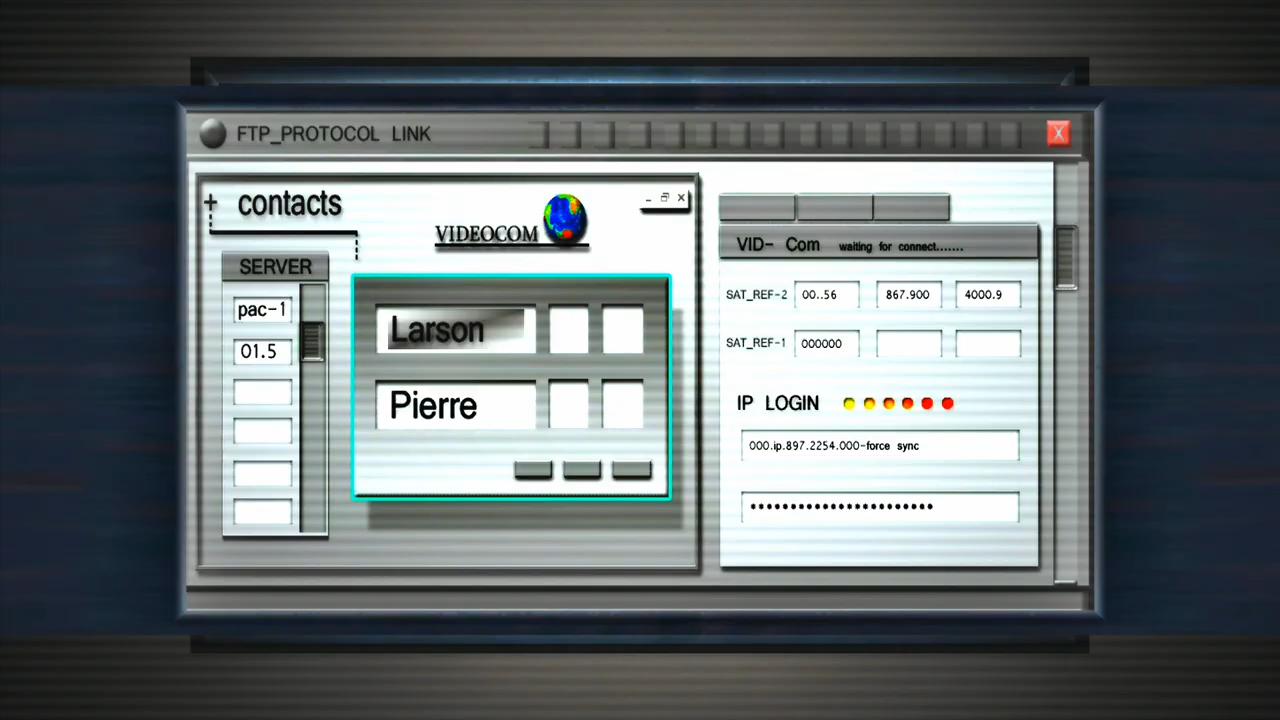 FTP_PROTOCOL LINK
X
+ contacts
VIDEOCOM
SERVER
pac-1
01.5
Larson
Pierre
VID- Com waiting for connect.......
SAT_REF-2 00..56 867.900 4000.9
SAT_REF-1 000000
IP LOGIN
000.ip.897.2254.000-force sync
•••••••••••••••••••••••